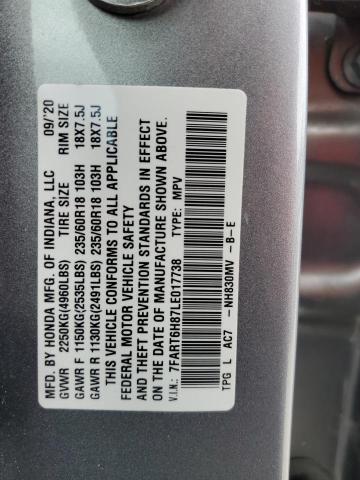 MFD. BY HONDA MFG. OF INDIANA, LLC 09/'20
GVWR 2250KG(4960LBS) TIRE SIZE RIM SIZE
GAWR F 1150KG(2535LBS) 235/60R18 103H 18X7.5J
GAWR R 1130KG(2491LBS) 235/60R18 103H 18X7.5J
THIS VEHICLE CONFORMS TO ALL APPLICABLE
FEDERAL MOTOR VEHICLE SAFETY
AND THEFT PREVENTION STANDARDS IN EFFECT
ON THE DATE OF MANUFACTURE SHOWN ABOVE.
V.I.N.: 7FART6H87LE017738 TYPE: MPV
TPG L AC7 -NH830MV -B-E